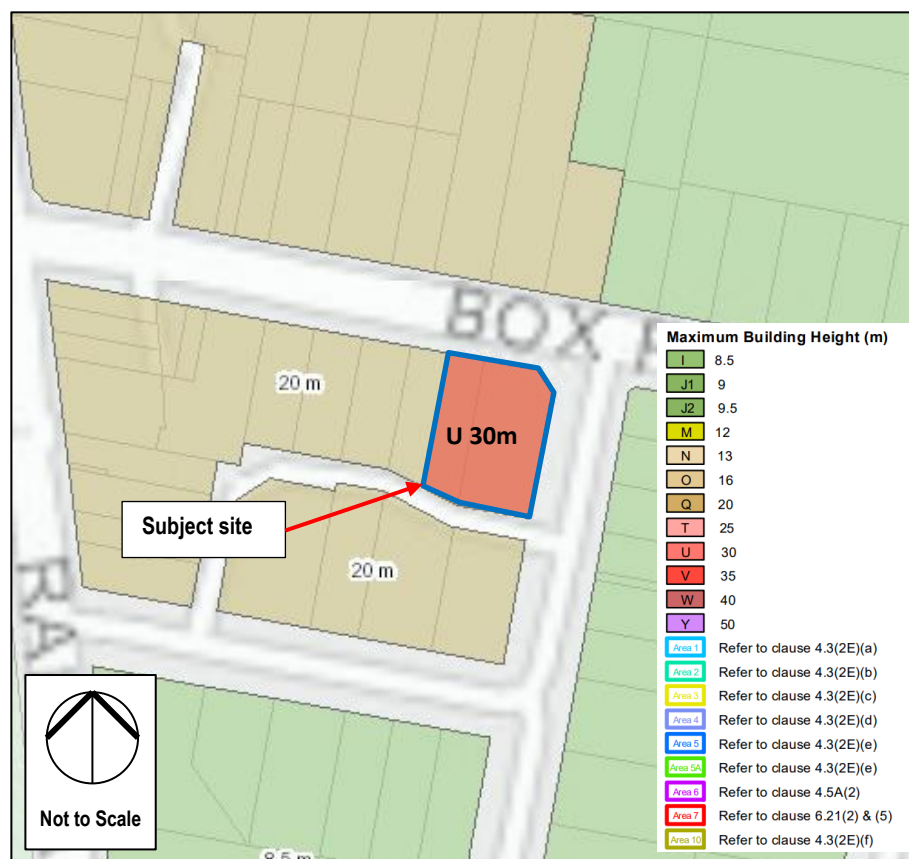 BOX
20 m
U 30m
Subject site
20 m
RA
Not to Scale
8.5 m
Maximum Building Height (m)
I 8.5
J1 9
J2 9.5
M 12
N 13
O 16
Q 20
T 25
U 30
V 35
W 40
Y 50
Area 1 Refer to clause 4.3(2E)(a)
Area 2 Refer to clause 4.3(2E)(b)
Area 3 Refer to clause 4.3(2E)(c)
Area 4 Refer to clause 4.3(2E)(d)
Area 5 Refer to clause 4.3(2E)(e)
Area 5A Refer to clause 4.3(2E)(e)
Area 6 Refer to clause 4.5A(2)
Area 7 Refer to clause 6.21(2) & (5)
Area 10 Refer to clause 4.3(2E)(f)